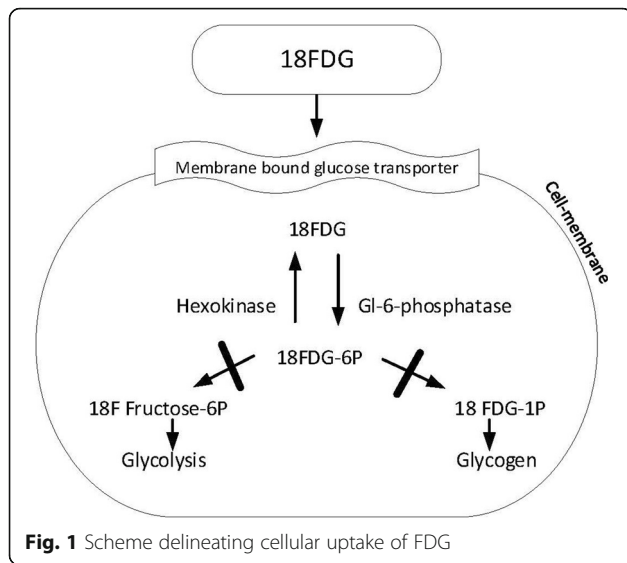 18FDG
Membrane bound glucose transporter
Cell-membrane
18FDG
Hexokinase
Gl-6-phosphatase
18FDG-6P
18F Fructose-6P
18 FDG-1P
Glycolysis
Glycogen
Fig. 1 Scheme delineating cellular uptake of FDG